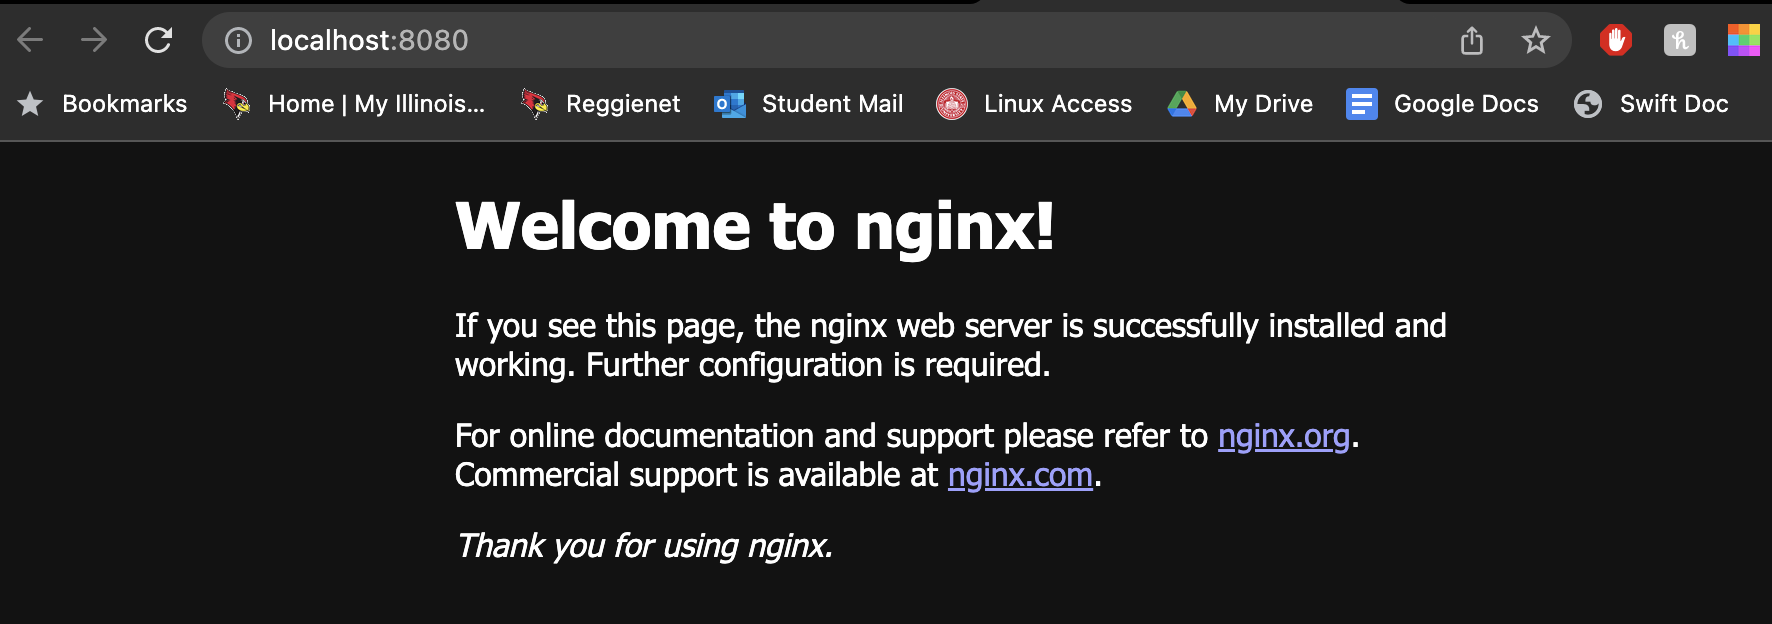 localhost:8080
Bookmarks Home | My Illinois... Reggienet Student Mail Linux Access My Drive Google Docs Swift Doc
Welcome to nginx!
If you see this page, the nginx web server is successfully installed and
working. Further configuration is required.
For online documentation and support please refer to nginx.org.
Commercial support is available at nginx.com.
Thank you for using nginx.